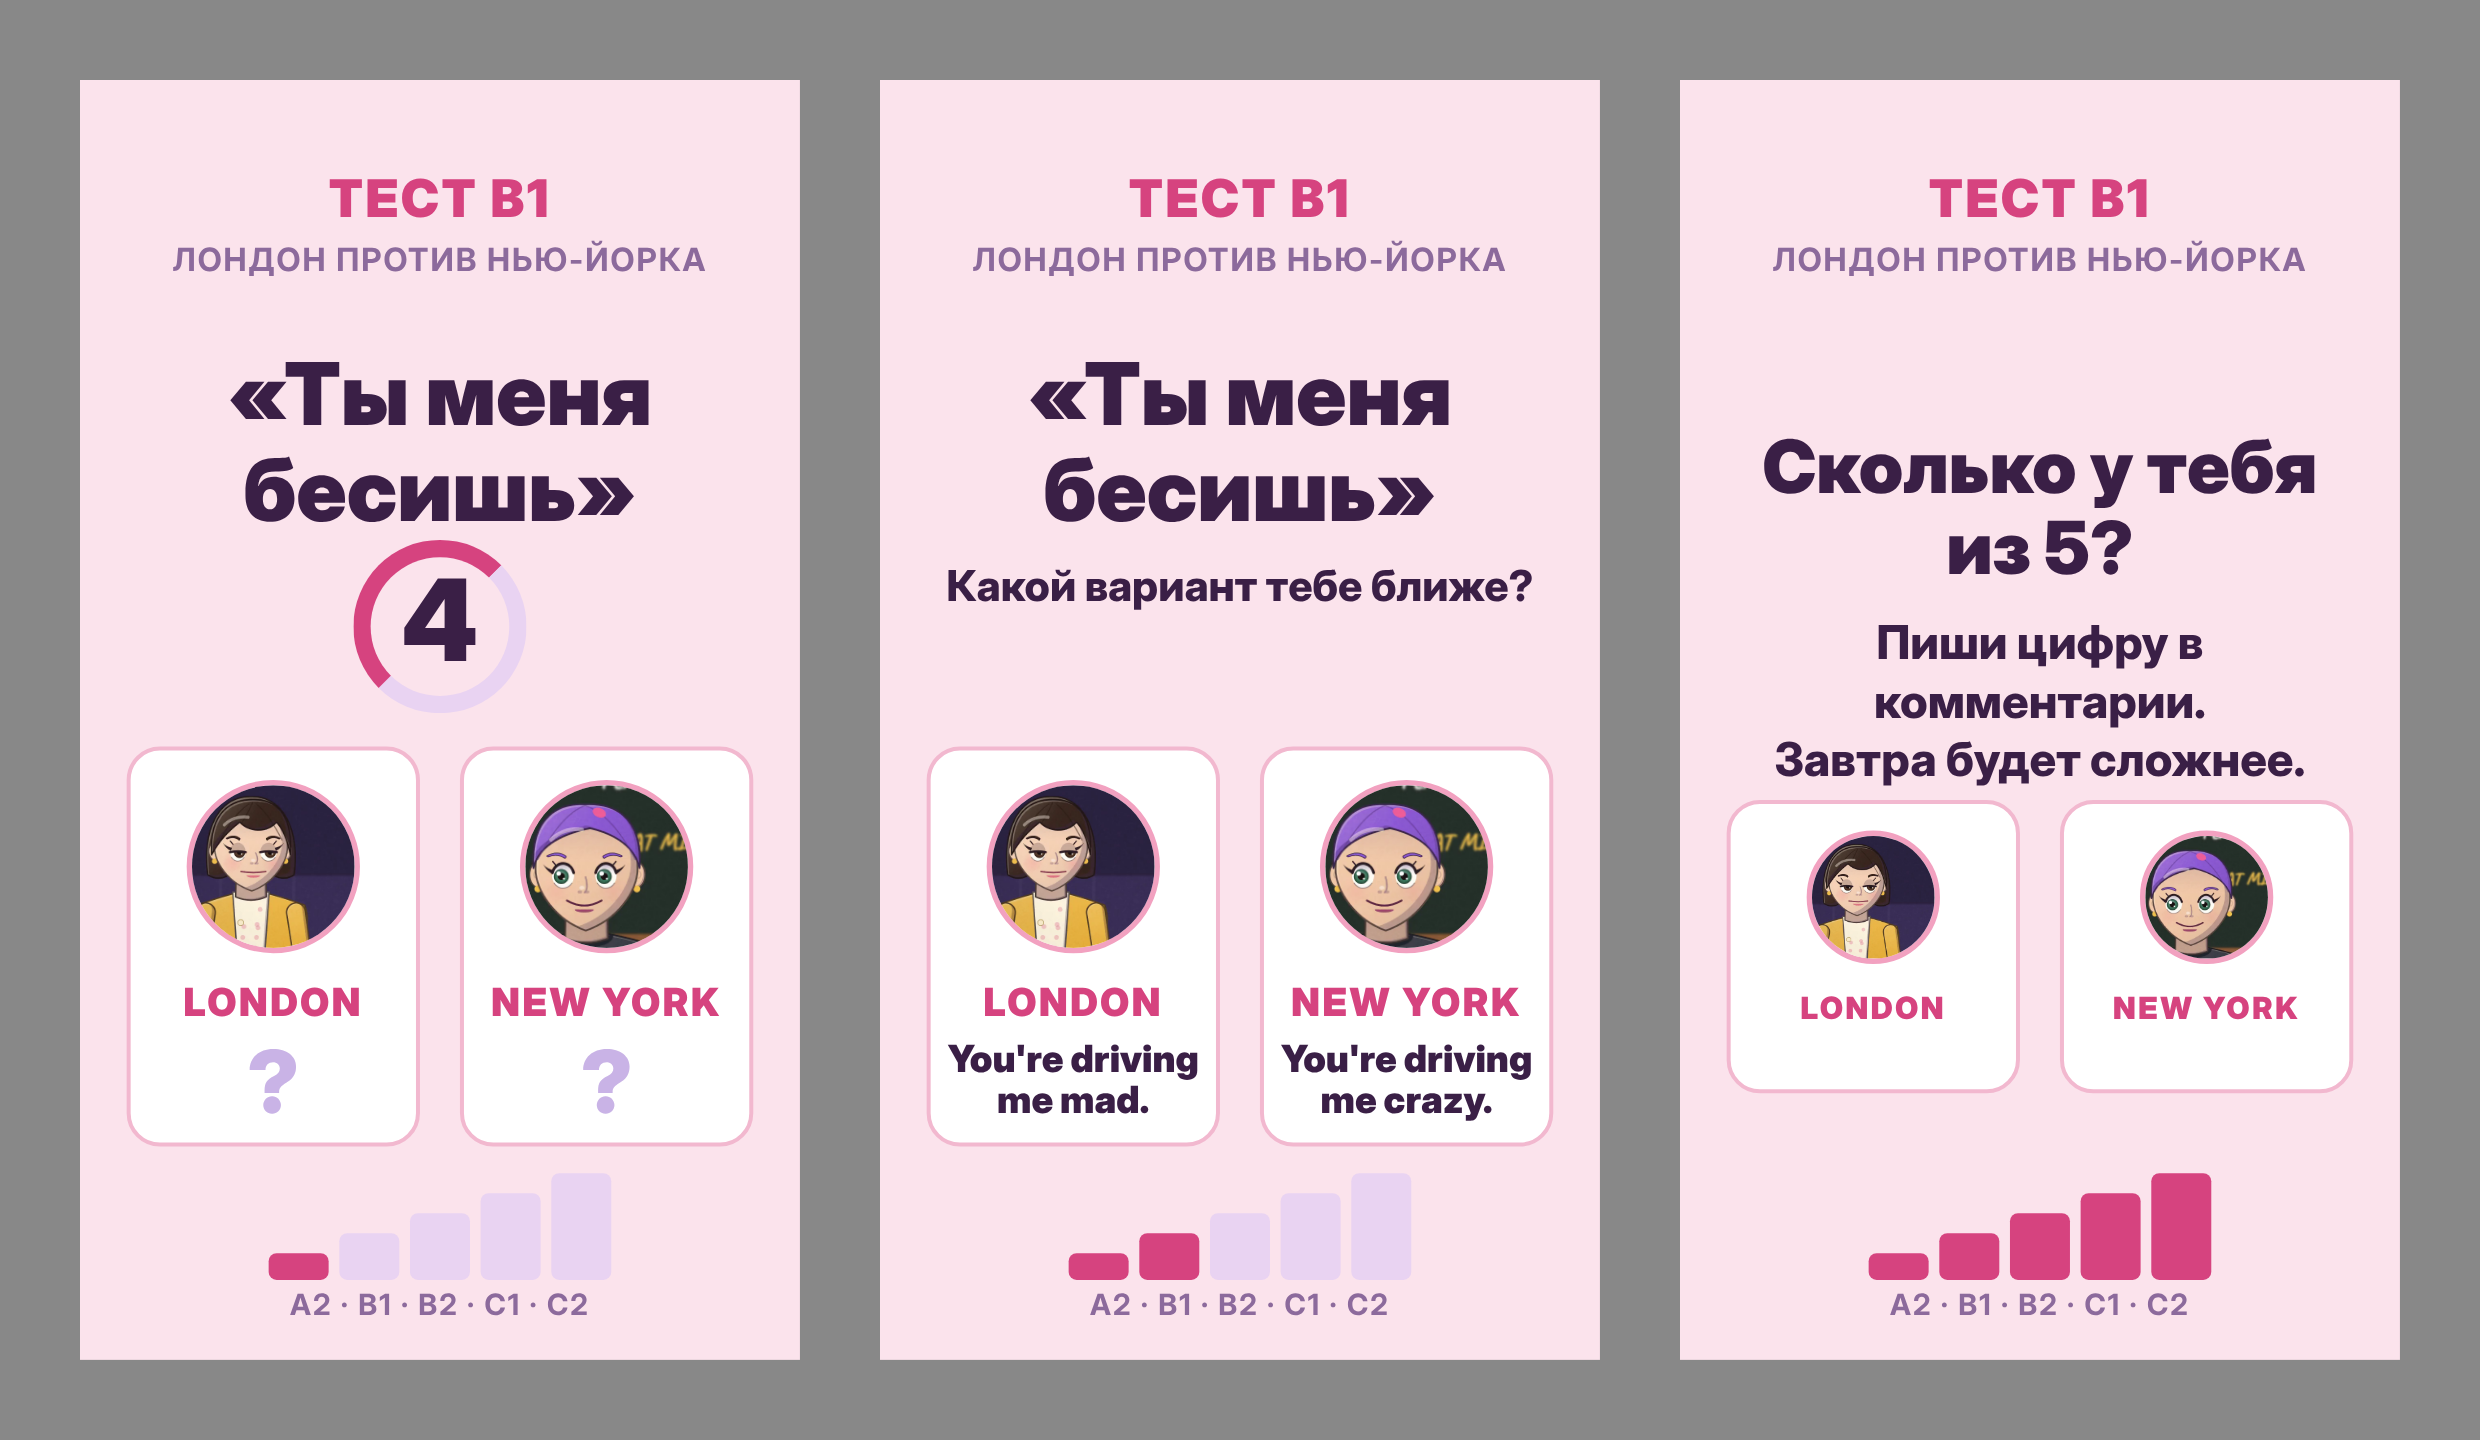 ТЕСТ B1
ЛОНДОН ПРОТИВ НЬЮ-ЙОРКА
«Ты меня
бесишь»
4
LONDON
?
NEW YORK
?
A2 · B1 · B2 · C1 · C2
ТЕСТ B1
ЛОНДОН ПРОТИВ НЬЮ-ЙОРКА
«Ты меня
бесишь»
Какой вариант тебе ближе?
LONDON
You're driving
me mad.
NEW YORK
You're driving
me crazy.
A2 · B1 · B2 · C1 · C2
ТЕСТ B1
ЛОНДОН ПРОТИВ НЬЮ-ЙОРКА
Сколько у тебя
из 5?
Пиши цифру в
комментарии.
Завтра будет сложнее.
LONDON
NEW YORK
A2 · B1 · B2 · C1 · C2